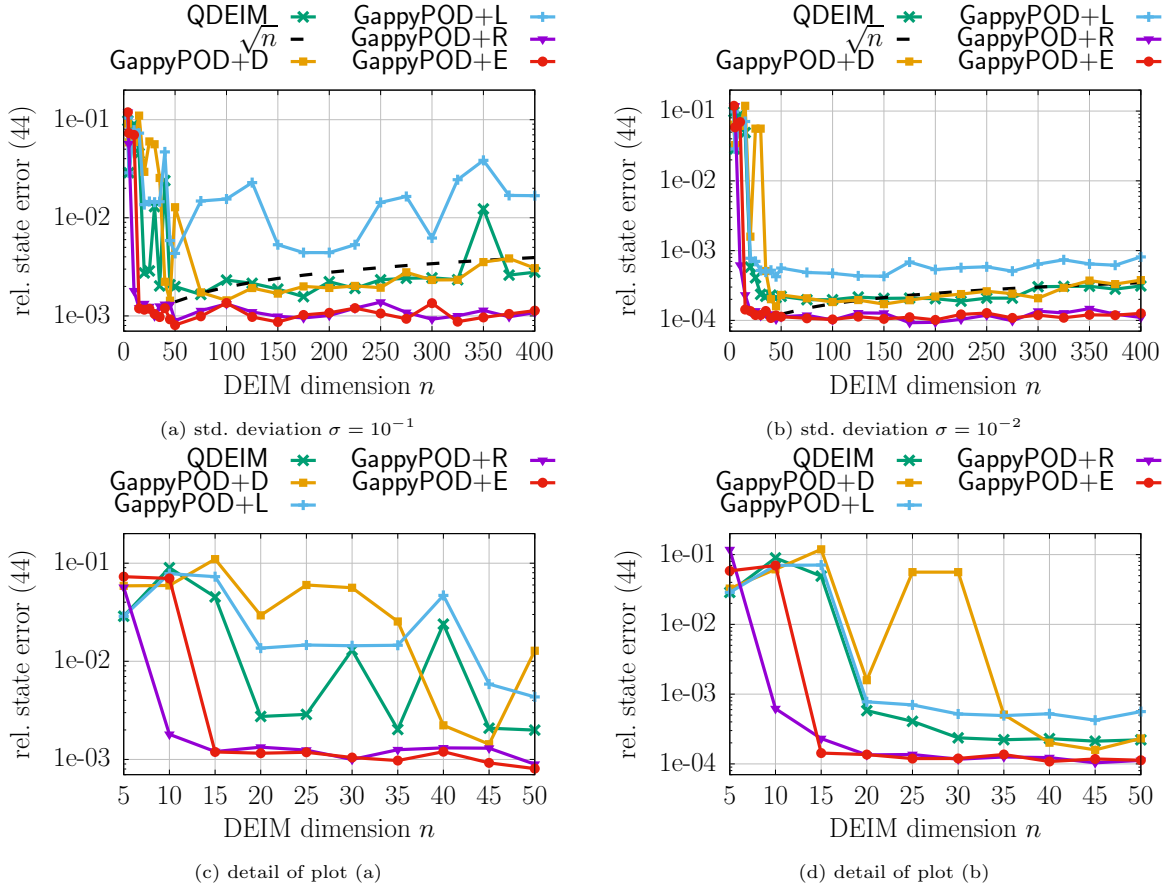 QDEIM
√n
GappyPOD+D
GappyPOD+L
GappyPOD+R
GappyPOD+E
rel. state error (44)
1e-01
1e-02
1e-03
0 50 100 150 200 250 300 350 400
DEIM dimension n
(a) std. deviation σ = 10⁻¹
QDEIM
√n
GappyPOD+D
GappyPOD+L
GappyPOD+R
GappyPOD+E
rel. state error (44)
1e-01
1e-02
1e-03
1e-04
0 50 100 150 200 250 300 350 400
DEIM dimension n
(b) std. deviation σ = 10⁻²
QDEIM
GappyPOD+D
GappyPOD+L
GappyPOD+R
GappyPOD+E
rel. state error (44)
1e-01
1e-02
1e-03
5 10 15 20 25 30 35 40 45 50
DEIM dimension n
(c) detail of plot (a)
QDEIM
GappyPOD+D
GappyPOD+L
GappyPOD+R
GappyPOD+E
rel. state error (44)
1e-01
1e-02
1e-03
1e-04
5 10 15 20 25 30 35 40 45 50
DEIM dimension n
(d) detail of plot (b)